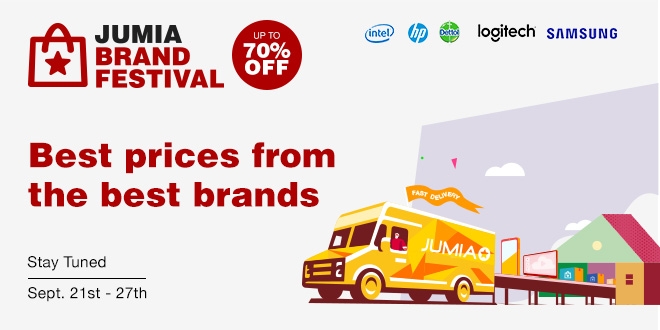 JUMIA
BRAND
FESTIVAL
UP TO
70%
OFF
intel
hp
Dettol
logitech
SAMSUNG
Best prices from
the best brands
FAST DELIVERY
JUMIA
Stay Tuned
Sept. 21st - 27th